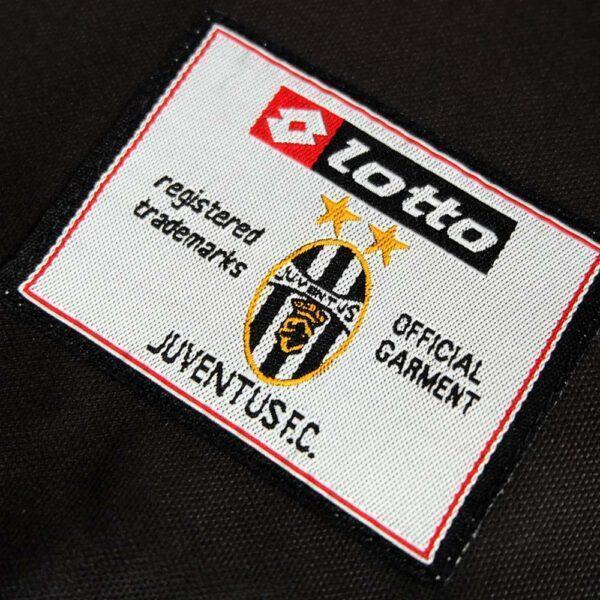 lotto
registered
trademarks
JUVENTUS
OFFICIAL
GARMENT
JUVENTUS F.C.